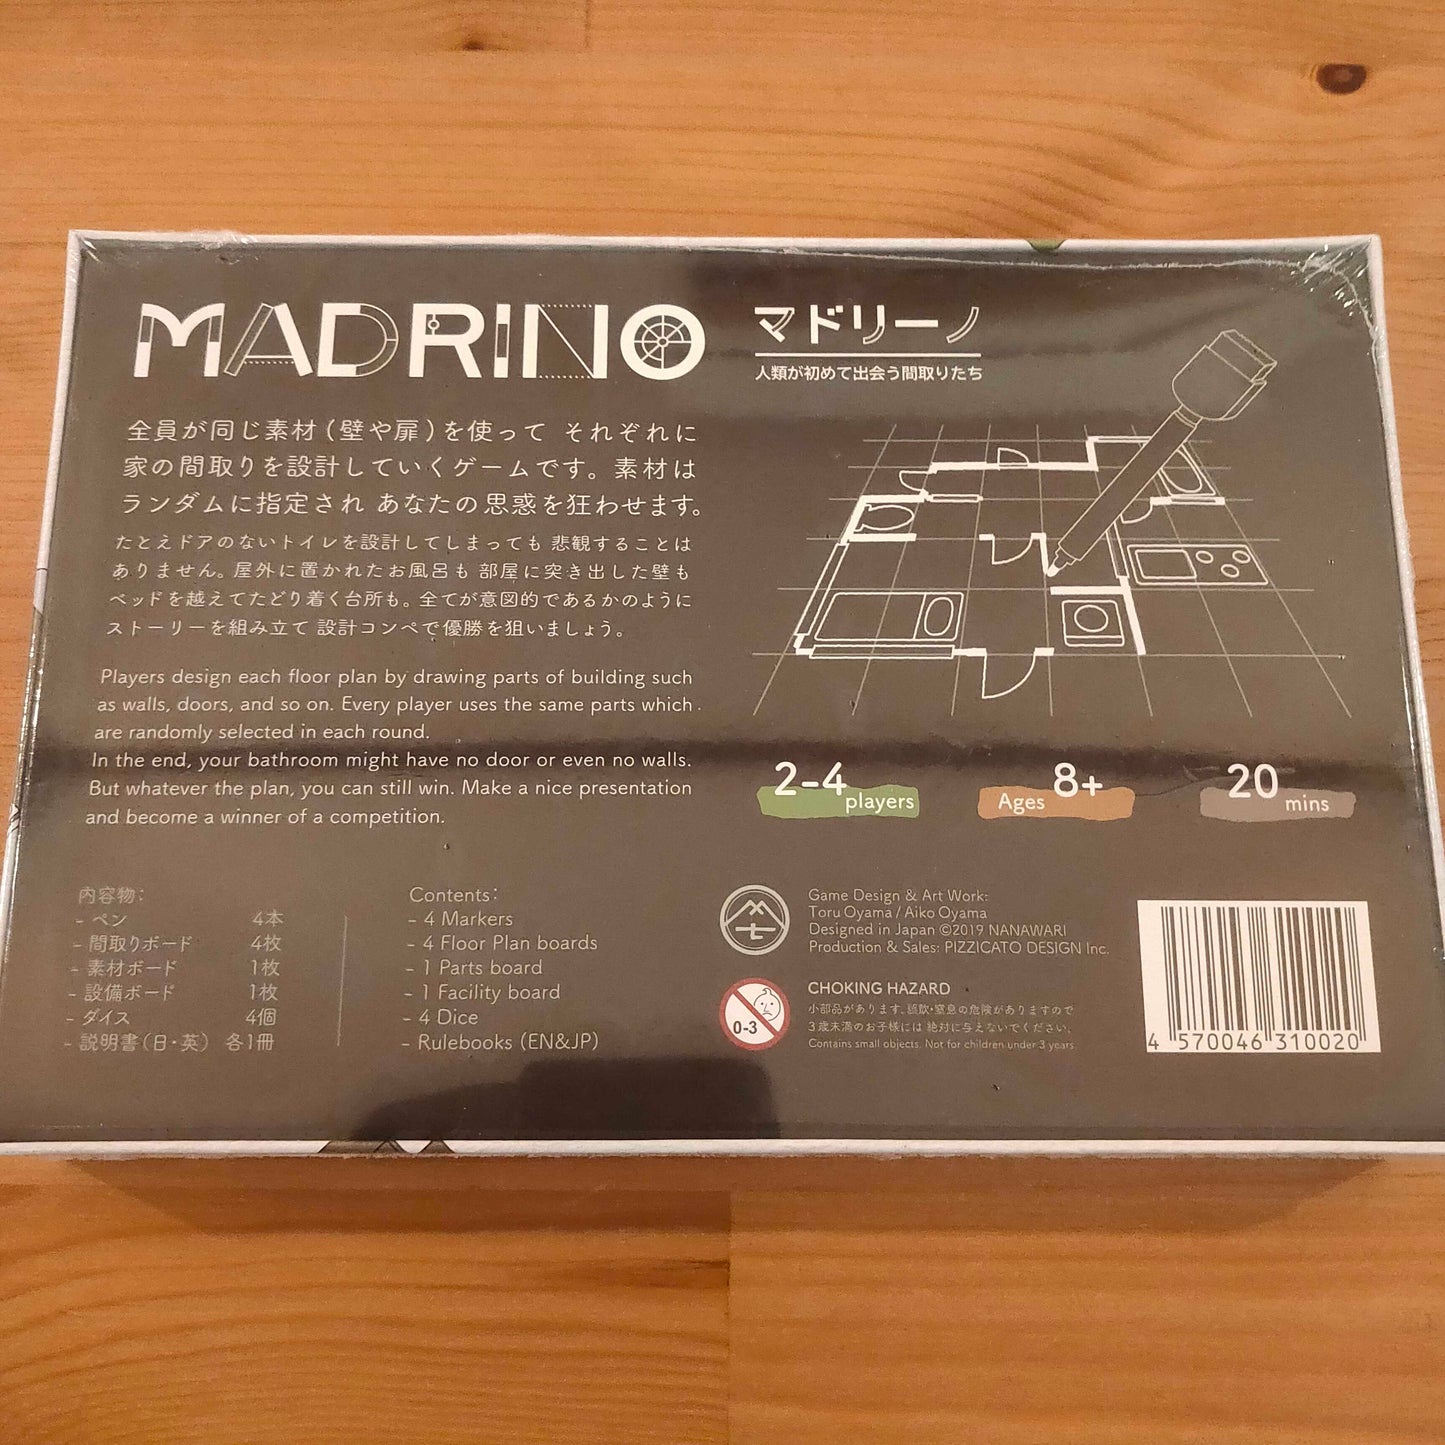 MADRINO
マドリーノ
人類が初めて出会う間取りたち
全員が同じ素材（壁や扉）を使って それぞれに
家の間取りを設計していくゲームです。素材は
ランダムに指定され あなたの思惑を狂わせます。
たとえドアのないトイレを設計してしまっても 悲観することは
ありません。屋外に置かれたお風呂も 部屋に突き出した壁も
ベッドを越えてたどり着く台所も。全てが意図的であるかのように
ストーリーを組み立て 設計コンペで優勝を狙いましょう。
Players design each floor plan by drawing parts of building such
as walls, doors, and so on. Every player uses the same parts which
are randomly selected in each round.
In the end, your bathroom might have no door or even no walls.
But whatever the plan, you can still win. Make a nice presentation
and become a winner of a competition.
2-4 players
Ages 8+
20 mins
内容物：
- ペン 4本
- 間取りボード 4枚
- 素材ボード 1枚
- 設備ボード 1枚
- ダイス 4個
- 説明書（日・英） 各1冊
Contents:
- 4 Markers
- 4 Floor Plan boards
- 1 Parts board
- 1 Facility board
- 4 Dice
- Rulebooks (EN&JP)
Game Design & Art Work:
Toru Oyama / Aiko Oyama
Designed in Japan ©2019 NANAWARI
Production & Sales: PIZZICATO DESIGN Inc.
0-3
CHOKING HAZARD
小部品があります。誤飲・窒息の危険がありますので
3歳未満のお子様には 絶対に与えないでください。
Contains small objects. Not for children under 3 years.
4 570046 310020